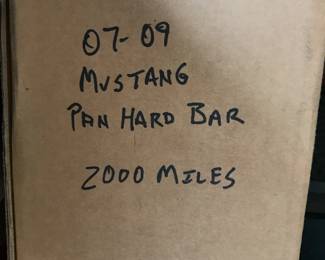 07-09
MUSTANG
PAN HARD BAR
2000 MILES